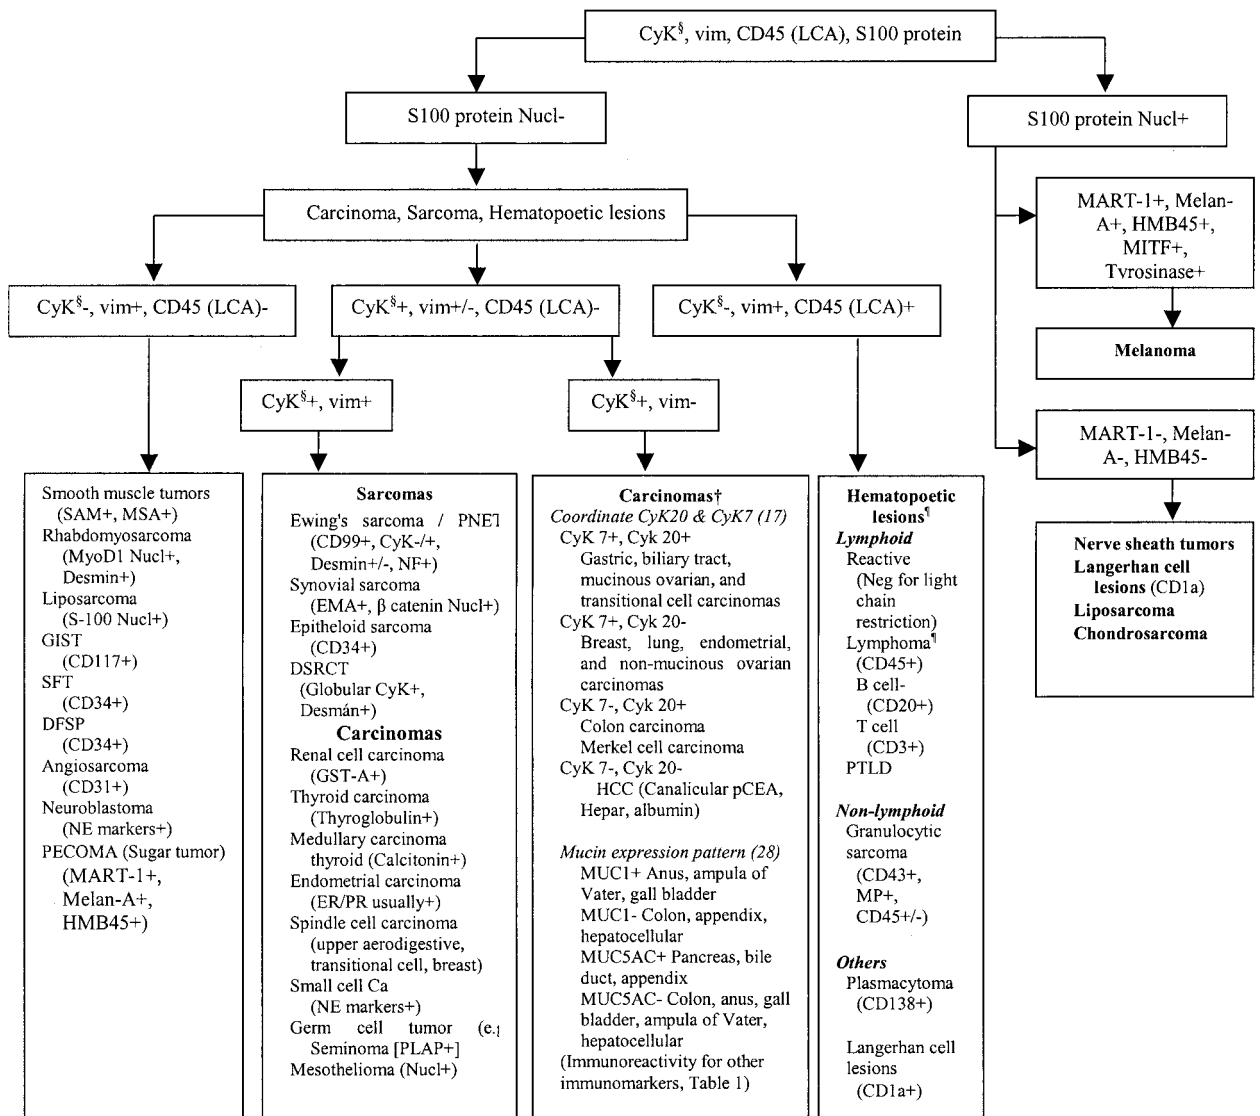 CyK§, vim, CD45 (LCA), S100 protein
S100 protein Nucl-
S100 protein Nucl+
Carcinoma, Sarcoma, Hematopoetic lesions
MART-1+, Melan-
A+, HMB45+,
MITF+,
Tyrosinase+
CyK§-, vim+, CD45 (LCA)-
CyK§+, vim+/-, CD45 (LCA)-
CyK§-, vim+, CD45 (LCA)+
Melanoma
CyK§+, vim+
CyK§+, vim-
MART-1-, Melan-
A-, HMB45-
Smooth muscle tumors
(SAM+, MSA+)
Rhabdomyosarcoma
(MyoD1 Nucl+,
Desmin+)
Liposarcoma
(S-100 Nucl+)
GIST
(CD117+)
SFT
(CD34+)
DFSP
(CD34+)
Angiosarcoma
(CD31+)
Neuroblastoma
(NE markers+)
PECOMA (Sugar tumor)
(MART-1+,
Melan-A+,
HMB45+)
Sarcomas
Ewing's sarcoma / PNET
(CD99+, CyK-/+,
Desmin+/-, NF+)
Synovial sarcoma
(EMA+, β catenin Nucl+)
Epitheloid sarcoma
(CD34+)
DSRCT
(Globular CyK+,
Desmán+)
Carcinomas
Renal cell carcinoma
(GST-A+)
Thyroid carcinoma
(Thyroglobulin+)
Medullary carcinoma
thyroid (Calcitonin+)
Endometrial carcinoma
(ER/PR usually+)
Spindle cell carcinoma
(upper aerodigestive,
transitional cell, breast)
Small cell Ca
(NE markers+)
Germ cell tumor (e.g
Seminoma [PLAP+]
Mesothelioma (Nucl+)
Carcinomas†
Coordinate CyK20 & CyK7 (17)
CyK 7+, Cyk 20+
Gastric, biliary tract,
mucinous ovarian, and
transitional cell carcinomas
CyK 7+, Cyk 20-
Breast, lung, endometrial,
and non-mucinous ovarian
carcinomas
CyK 7-, Cyk 20+
Colon carcinoma
Merkel cell carcinoma
CyK 7-, Cyk 20-
HCC (Canalicular pCEA,
Hepar, albumin)
Mucin expression pattern (28)
MUC1+ Anus, ampula of
Vater, gall bladder
MUC1- Colon, appendix,
hepatocellular
MUC5AC+ Pancreas, bile
duct, appendix
MUC5AC- Colon, anus, gall
bladder, ampula of Vater,
hepatocellular
(Immunoreactivity for other
immunomarkers, Table 1)
Hematopoetic
lesions¶
Lymphoid
Reactive
(Neg for light
chain
restriction)
Lymphoma¶
(CD45+)
B cell-
(CD20+)
T cell
(CD3+)
PTLD
Non-lymphoid
Granulocytic
sarcoma
(CD43+,
MP+,
CD45+/-)
Others
Plasmacytoma
(CD138+)
Langerhan cell
lesions
(CD1a+)
Nerve sheath tumors
Langerhan cell
lesions (CD1a)
Liposarcoma
Chondrosarcoma